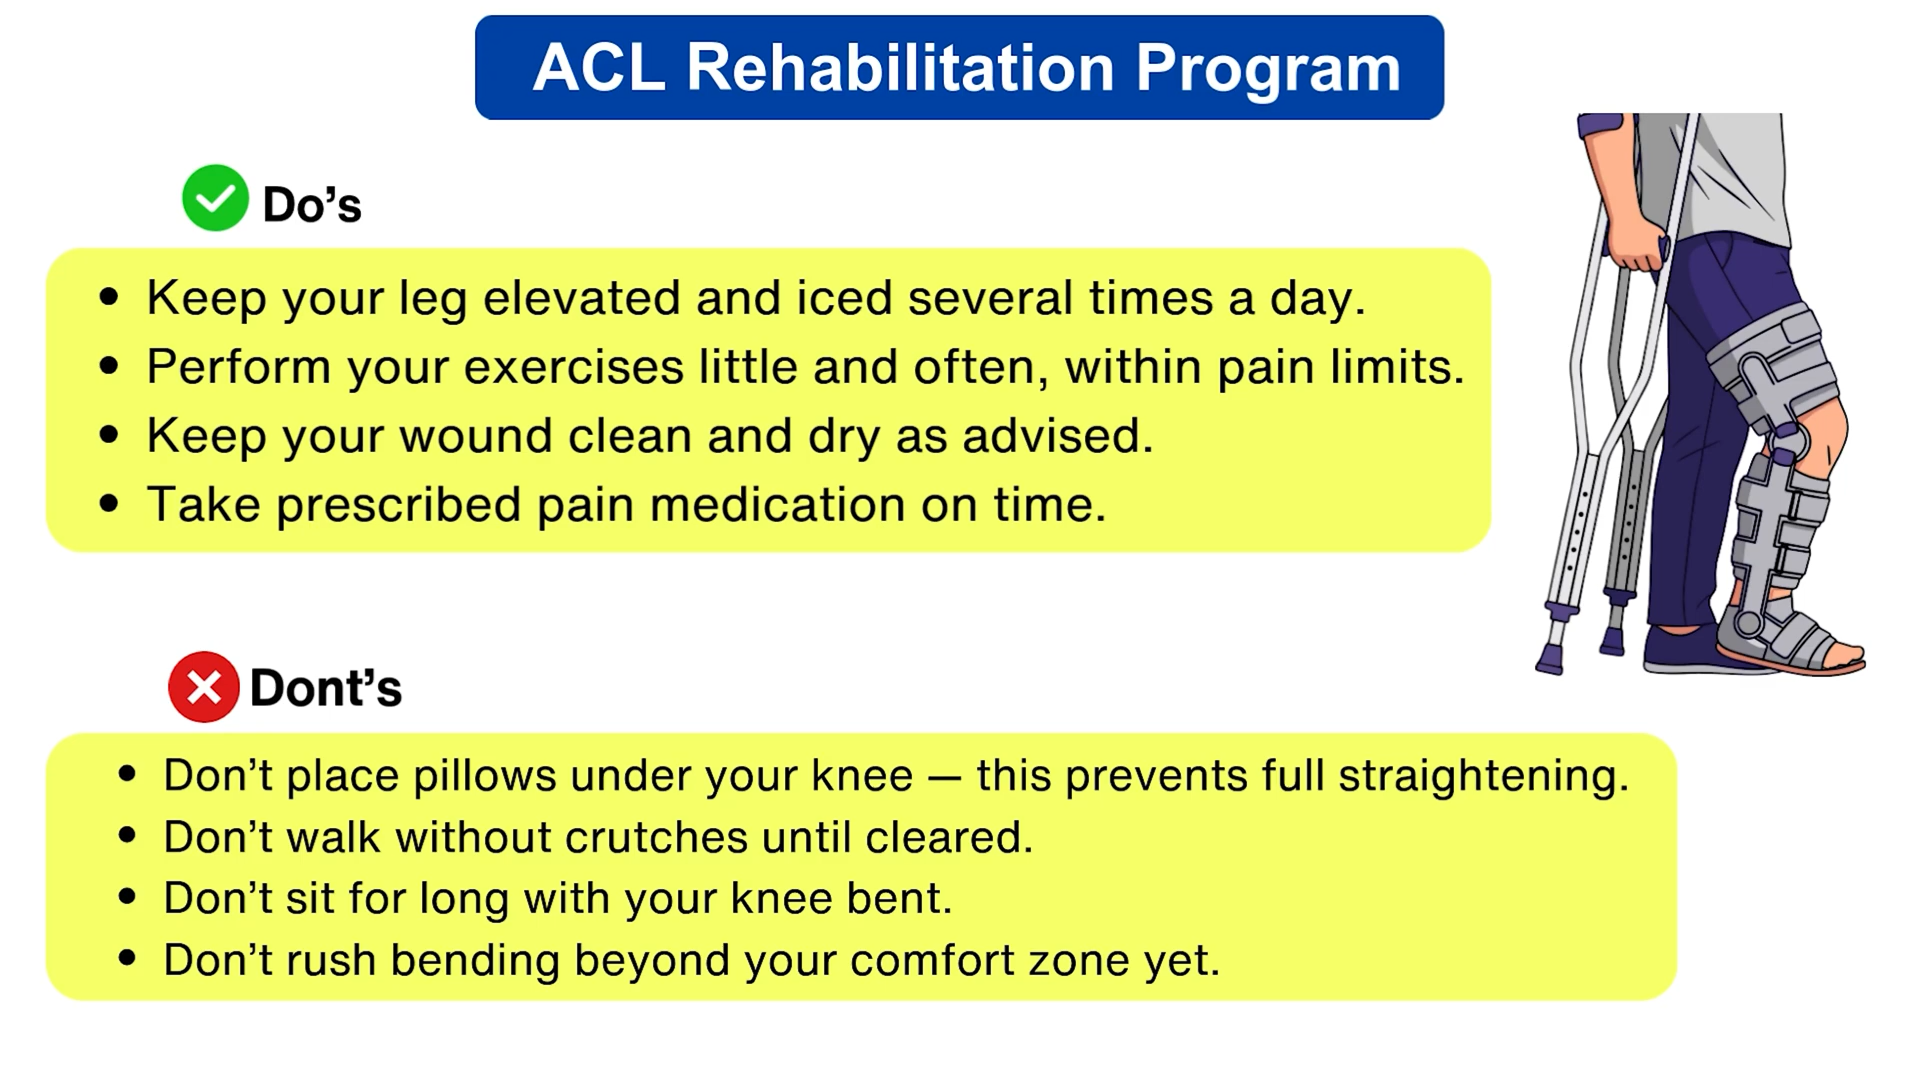 ACL Rehabilitation Program
Do’s
• Keep your leg elevated and iced several times a day.
• Perform your exercises little and often, within pain limits.
• Keep your wound clean and dry as advised.
• Take prescribed pain medication on time.
Dont’s
• Don’t place pillows under your knee — this prevents full straightening.
• Don’t walk without crutches until cleared.
• Don’t sit for long with your knee bent.
• Don’t rush bending beyond your comfort zone yet.